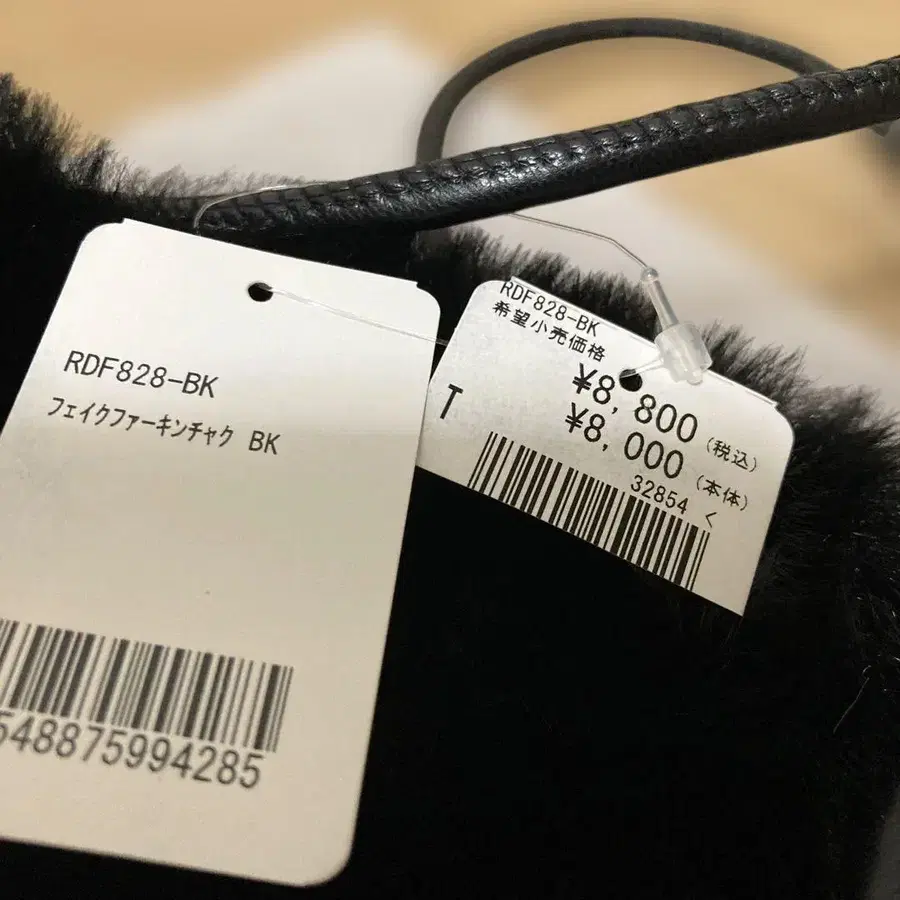 RDF828-BK
フェイクファーキンチャク BK
548875994285
RDF828-BK
希望小売価格
¥8,800 (税込)
T
¥8,000 (本体)
32854 <